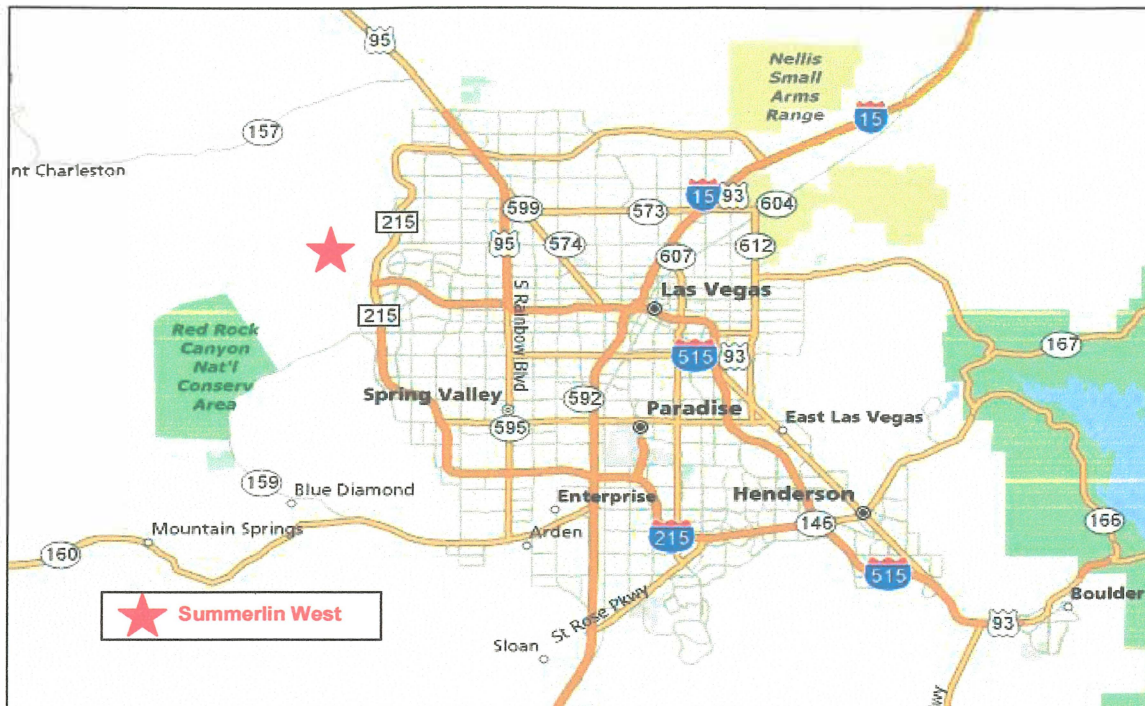 95
Nellis
Small
Arms
Range
15
157
nt Charleston
15
93
604
599
573
215
95
574
607
612
Las Vegas
S Rainbow Blvd
215
Red Rock
Canyon
Nat'l
Conserv
Area
515
93
167
Spring Valley
592
Paradise
East Las Vegas
595
159
Blue Diamond
Enterprise
Henderson
Mountain Springs
Arden
215
146
166
160
515
Summerlin West
St Rose Pkwy
Boulder
93
Sloan
wy